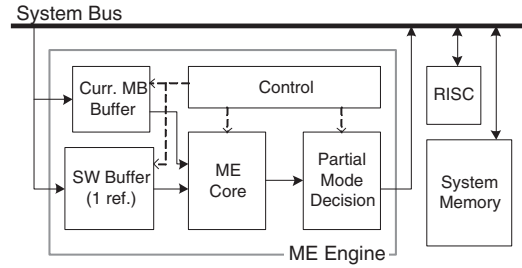 System Bus
Curr. MB
Buffer
Control
RISC
SW Buffer
(1 ref.)
ME
Core
Partial
Mode
Decision
System
Memory
ME Engine